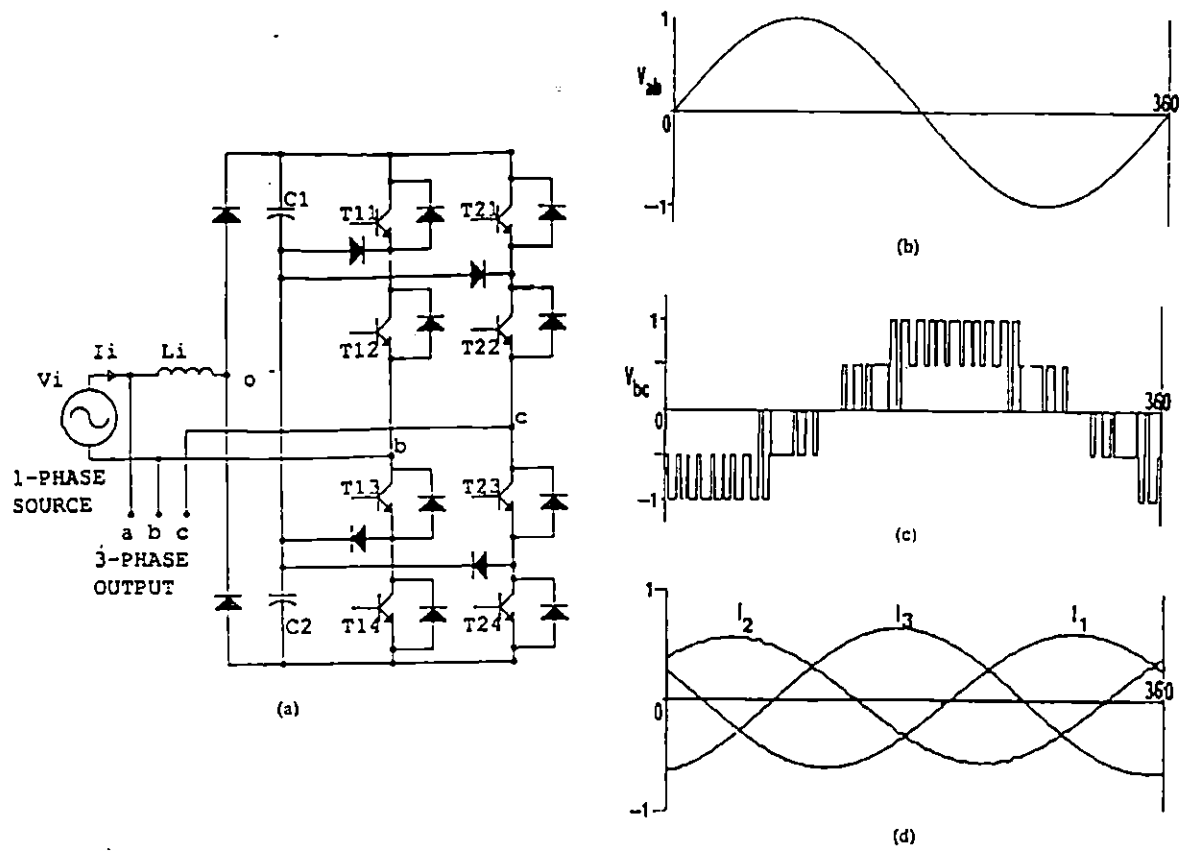 C1
T11
T21
T12
T22
Ii
Li
o
Vi
c
b
1-PHASE
SOURCE
T13
T23
a b c
3-PHASE
OUTPUT
C2
T14
T24
(a)
1
Vab
0
360
-1
(b)
1
Vbc
0
360
-1
(c)
1
I2
I3
I1
0
360
-1
(d)